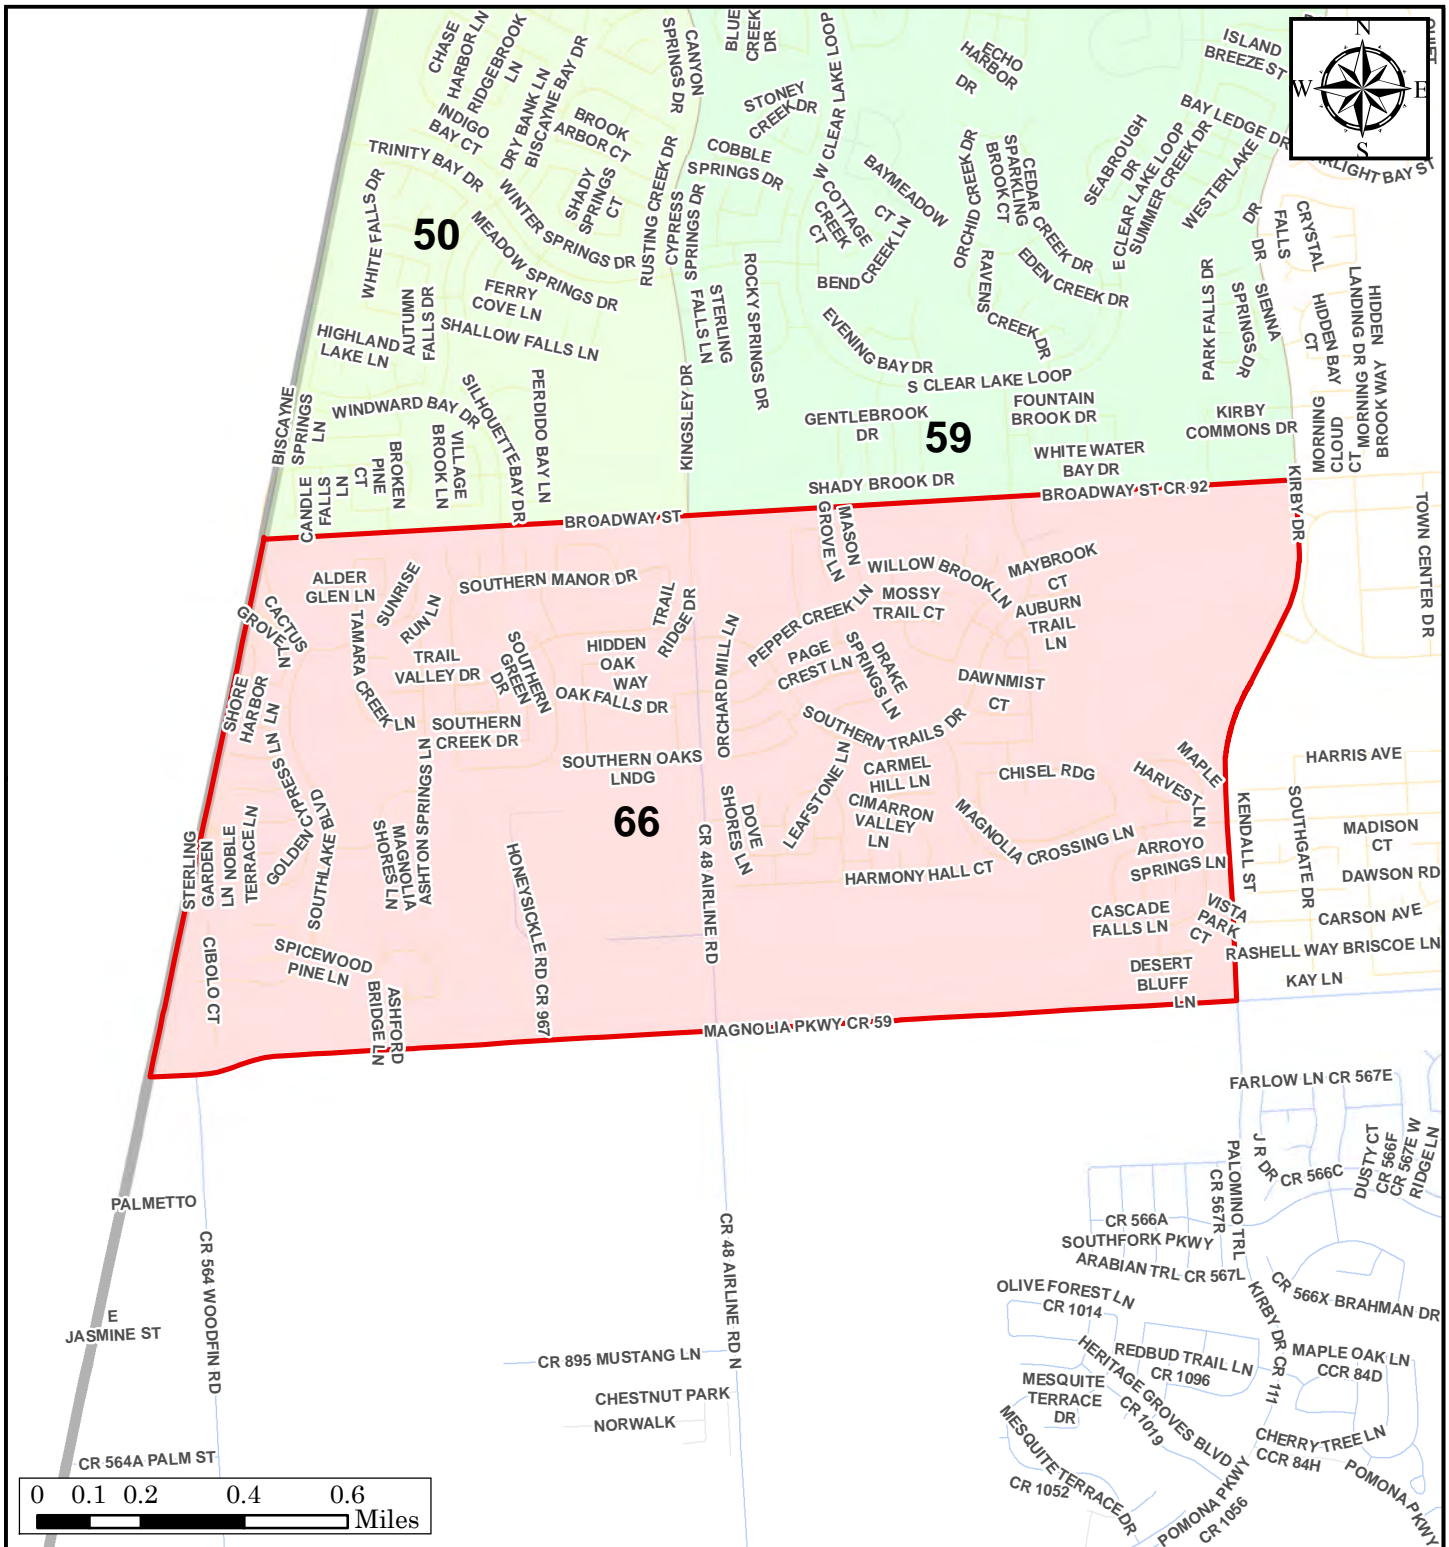 CHASE
HARBOR LN
RIDGEBROOK
LN
INDIGO
BAY CT
DRY BANK LN
BISCAYNE BAY DR
BROOK
ARBOR CT
TRINITY BAY DR
WHITE FALLS DR
SHADY
SPRINGS
CT
WINTER SPRINGS DR
MEADOW SPRINGS DR
50
FERRY
COVE LN
AUTUMN
FALLS DR
SHALLOW FALLS LN
HIGHLAND
LAKE LN
BISCAYNE
SPRINGS
LN
WINDWARD BAY DR
SILHOUETTE BAY DR
PERDIDO BAY LN
VILLAGE
BROOK LN
BROKEN
PINE
CT
CANDLE
FALLS
LN
CANYON
SPRINGS DR
RUSTING CREEK DR
CYPRESS
SPRINGS DR
KINGSLEY DR
BLUE
CREEK
DR
STONEY
CREEK DR
COBBLE
SPRINGS DR
W CLEAR LAKE LOOP
COTTAGE
CREEK
CT
BAYMEADOW
CT
BEND
CREEK LN
ECHO
HARBOR
DR
ORCHID CREEK DR
SPARKLING
BROOK CT
CEDAR
CREEK DR
EDEN CREEK DR
RAVENS
CREEK DR
SEABROUGH
DR
E CLEAR LAKE LOOP
SUMMER CREEK DR
ISLAND
BREEZE ST
BAY LEDGE DR
WESTERLAKE
DR
N
W
E
S
CRYSTAL
FALLS
DR
SIENNA
SPRINGS DR
PARK FALLS DR
HIDDEN BAY
CT
HIDDEN
LANDING DR
MORNING
BROOK WAY
MORNING
CLOUD
CT
STERLING
FALLS LN
ROCKY SPRINGS DR
EVENING BAY DR
S CLEAR LAKE LOOP
GENTLEBROOK
DR
59
FOUNTAIN
BROOK DR
KIRBY
COMMONS DR
WHITE WATER
BAY DR
SHADY BROOK DR
BROADWAY ST CR 92
BROADWAY ST
KIRBY DR
TOWN CENTER DR
ALDER
GLEN LN
CACTUS
GROVE LN
SUNRISE
RUN LN
SOUTHERN MANOR DR
TAMARA CREEK LN
TRAIL
VALLEY DR
SOUTHERN
GREEN
DR
HIDDEN
OAK
WAY
OAK FALLS DR
TRAIL
RIDGE DR
SOUTHERN
CREEK DR
SOUTHERN OAKS
LNDG
ORCHARD MILL LN
MASON
GROVE LN
WILLOW BROOK LN
MAYBROOK
CT
MOSSY
TRAIL CT
AUBURN
TRAIL
LN
PEPPER CREEK LN
PAGE
CREST LN
DRAKE
SPRINGS LN
DAWNMIST
CT
SOUTHERN TRAILS DR
LEAFSTONE LN
CARMEL
HILL LN
CIMARRON
VALLEY
LN
CHISEL RDG
MAGNOLIA
CROSSING LN
HARMONY HALL CT
DOVE
SHORES LN
MAPLE
HARVEST LN
ARROYO
SPRINGS LN
CASCADE
FALLS LN
VISTA
PARK
CT
DESERT
BLUFF
LN
SHORE
HARBOR
LN
GOLDEN CYPRESS LN
SOUTHLAKE BLVD
MAGNOLIA
SHORES LN
ASHTON SPRINGS LN
STERLING
GARDEN
LN
NOBLE
TERRACE LN
CIBOLO CT
SPICEWOOD
PINE LN
ASHFORD
BRIDGE LN
66
HONEYSICKLE RD CR 967
CR 48 AIRLINE RD
MAGNOLIA PKWY CR 59
HARRIS AVE
KENDALL ST
SOUTHGATE DR
MADISON
CT
DAWSON RD
CARSON AVE
RASHELL WAY BRISCOE LN
KAY LN
FARLOW LN CR 567E
J R DR
CR 566C
DUSTY CT
CR 566F
CR 567E W
RIDGE LN
PALOMINO TRL
CR 567R
CR 566A
SOUTHFORK PKWY
ARABIAN TRL CR 567L
CR 566X BRAHMAN DR
KIRBY DR CR 111
OLIVE FOREST LN
CR 1014
HERITAGE GROVES BLVD
CR 1019
REDBUD TRAIL LN
CR 1096
MAPLE OAK LN
CCR 84D
MESQUITE
TERRACE
DR
MESQUITE TERRACE DR
CR 1052
CHERRY TREE LN
CCR 84H
POMONA PKWY
CR 1056
POMONA PKWY
PALMETTO
CR 564 WOODFIN RD
E
JASMINE ST
CR 564A PALM ST
CR 48 AIRLINE RD N
CR 895 MUSTANG LN
CHESTNUT PARK
NORWALK
0 0.1 0.2 0.4 0.6
Miles